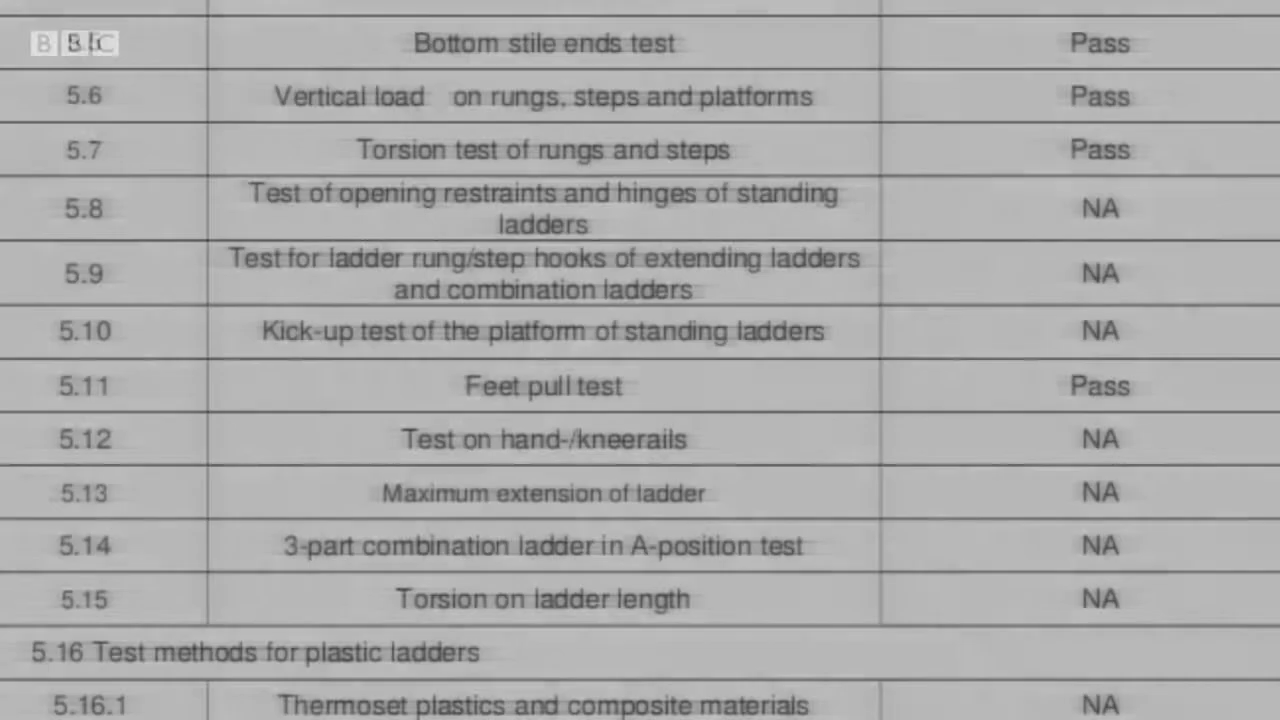 BBC
5.5 Bottom stile ends test Pass
5.6 Vertical load on rungs, steps and platforms Pass
5.7 Torsion test of rungs and steps Pass
5.8 Test of opening restraints and hinges of standing ladders NA
5.9 Test for ladder rung/step hooks of extending ladders and combination ladders NA
5.10 Kick-up test of the platform of standing ladders NA
5.11 Feet pull test Pass
5.12 Test on hand-/kneerails NA
5.13 Maximum extension of ladder NA
5.14 3-part combination ladder in A-position test NA
5.15 Torsion on ladder length NA
5.16 Test methods for plastic ladders
5.16.1 Thermoset plastics and composite materials NA